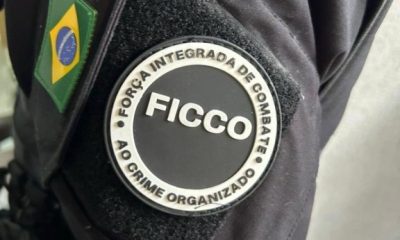 FORÇA INTEGRADA DE COMBATE
FICCO
AO CRIME ORGANIZADO